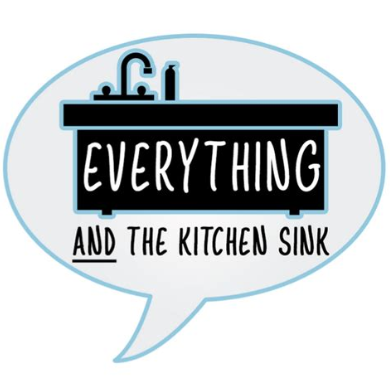 EVERYTHING
AND THE KITCHEN SINK